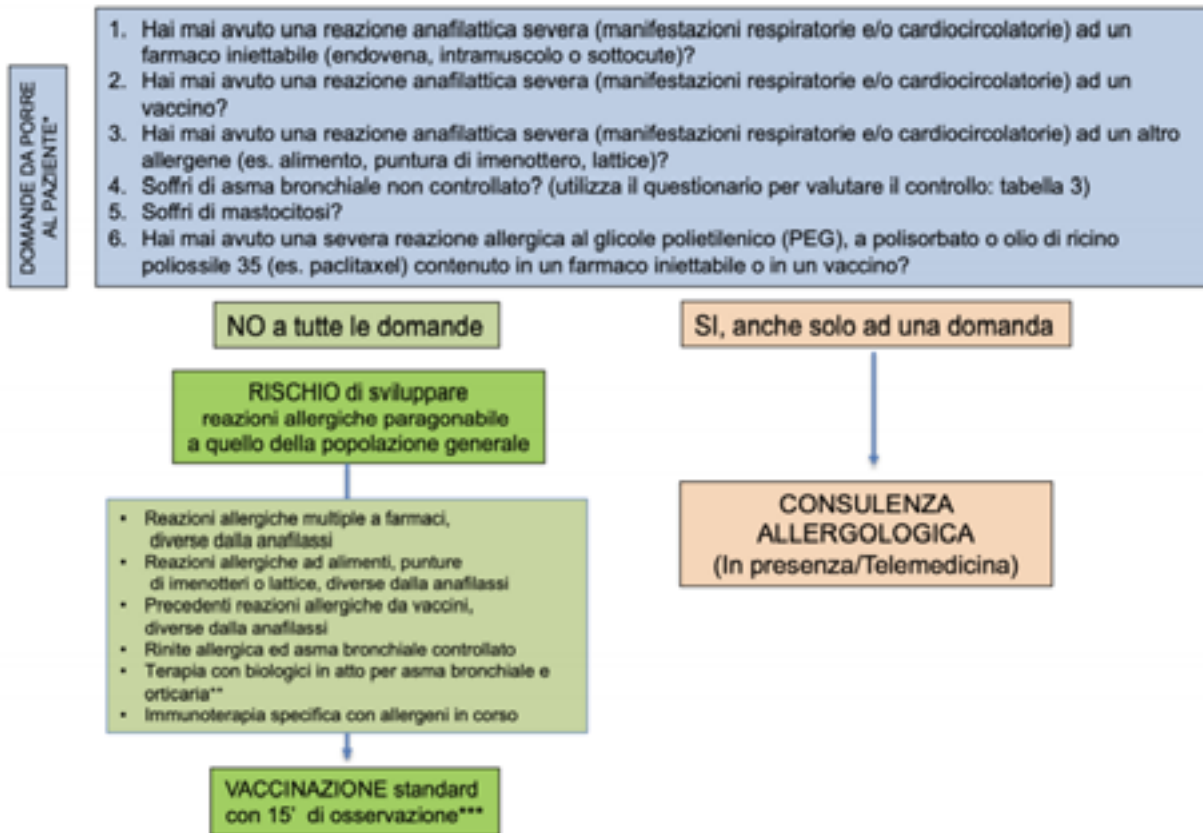 DOMANDE DA PORRE
AL PAZIENTE*
1. Hai mai avuto una reazione anafilattica severa (manifestazioni respiratorie e/o cardiocircolatorie) ad un
farmaco iniettabile (endovena, intramuscolo o sottocute)?
2. Hai mai avuto una reazione anafilattica severa (manifestazioni respiratorie e/o cardiocircolatorie) ad un
vaccino?
3. Hai mai avuto una reazione anafilattica severa (manifestazioni respiratorie e/o cardiocircolatorie) ad un altro
allergene (es. alimento, puntura di imenottero, lattice)?
4. Soffri di asma bronchiale non controllato? (utilizza il questionario per valutare il controllo: tabella 3)
5. Soffri di mastocitosi?
6. Hai mai avuto una severa reazione allergica al glicole polietilenico (PEG), a polisorbato o olio di ricino
poliossile 35 (es. paclitaxel) contenuto in un farmaco iniettabile o in un vaccino?
NO a tutte le domande
SI, anche solo ad una domanda
RISCHIO di sviluppare
reazioni allergiche paragonabile
a quello della popolazione generale
• Reazioni allergiche multiple a farmaci,
diverse dalla anafilassi
• Reazioni allergiche ad alimenti, punture
di imenotteri o lattice, diverse dalla anafilassi
• Precedenti reazioni allergiche da vaccini,
diverse dalla anafilassi
• Rinite allergica ed asma bronchiale controllato
• Terapia con biologici in atto per asma bronchiale e
orticaria**
• Immunoterapia specifica con allergeni in corso
CONSULENZA
ALLERGOLOGICA
(In presenza/Telemedicina)
VACCINAZIONE standard
con 15' di osservazione***